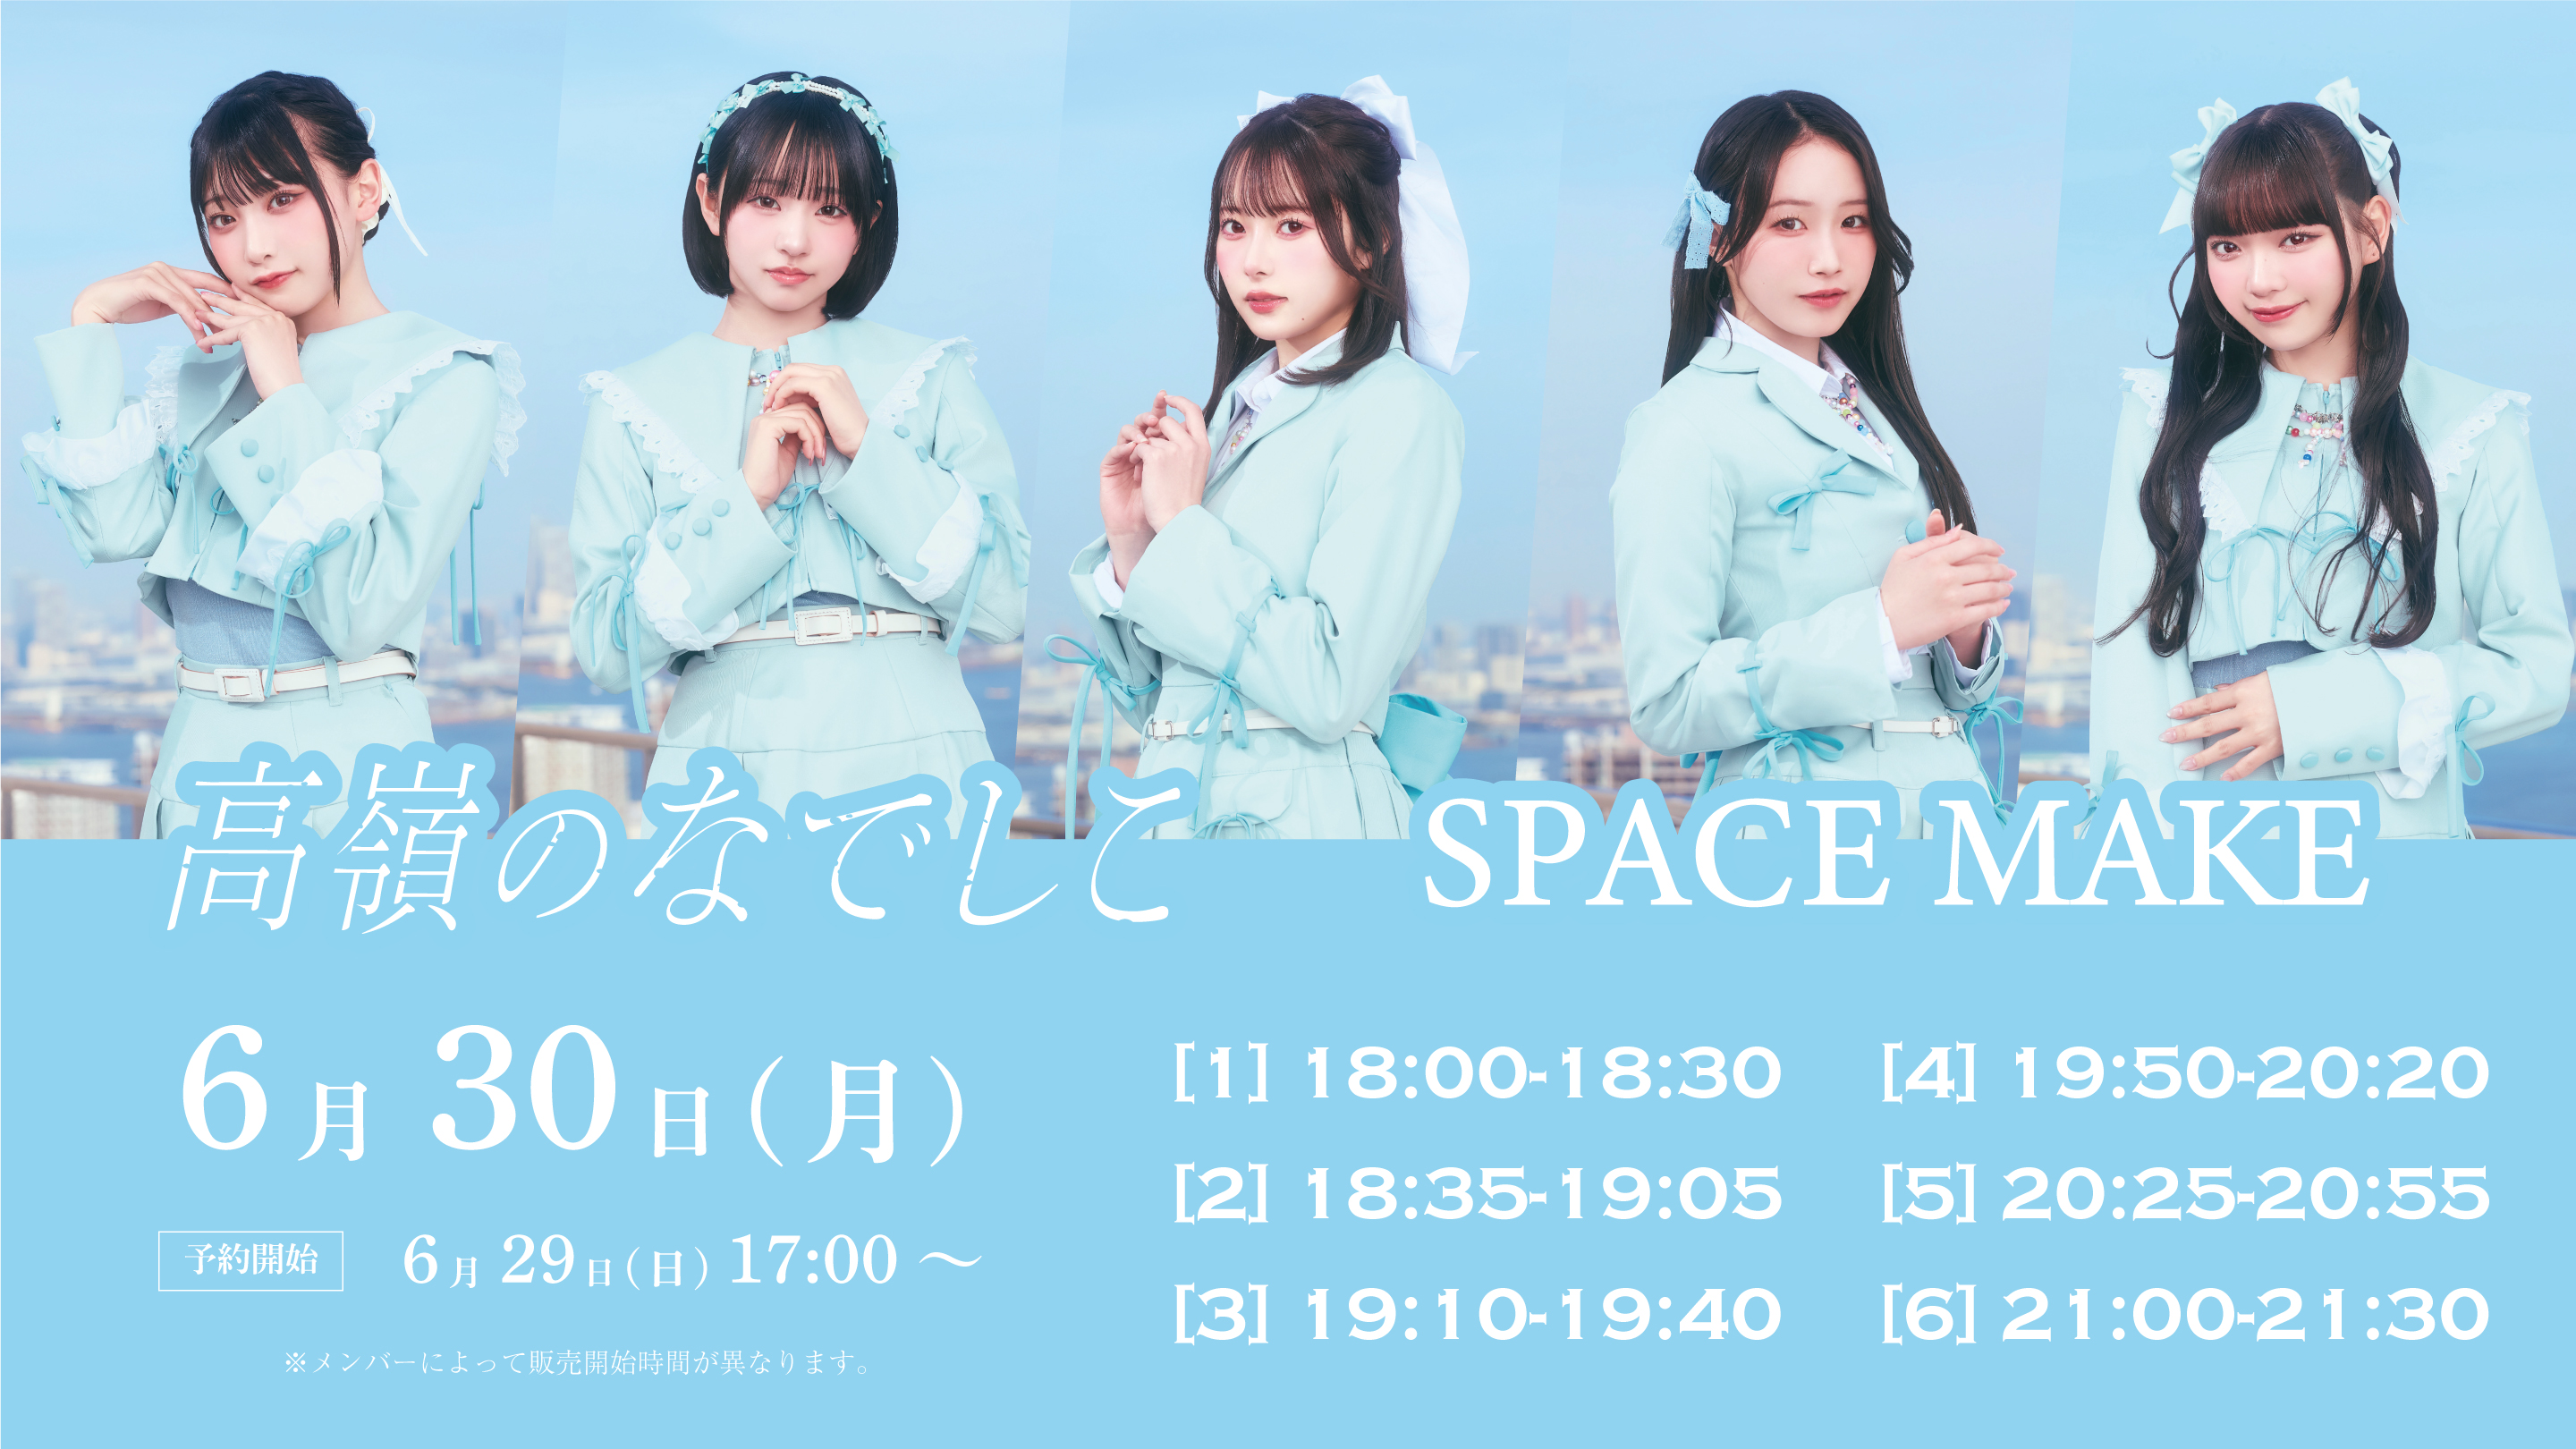 高嶺のなでしこ SPACE MAKE
6月30日(月)
予約開始 6月29日(日)17:00～
※メンバーによって販売開始時間が異なります。
[1] 18:00-18:30
[2] 18:35-19:05
[3] 19:10-19:40
[4] 19:50-20:20
[5] 20:25-20:55
[6] 21:00-21:30